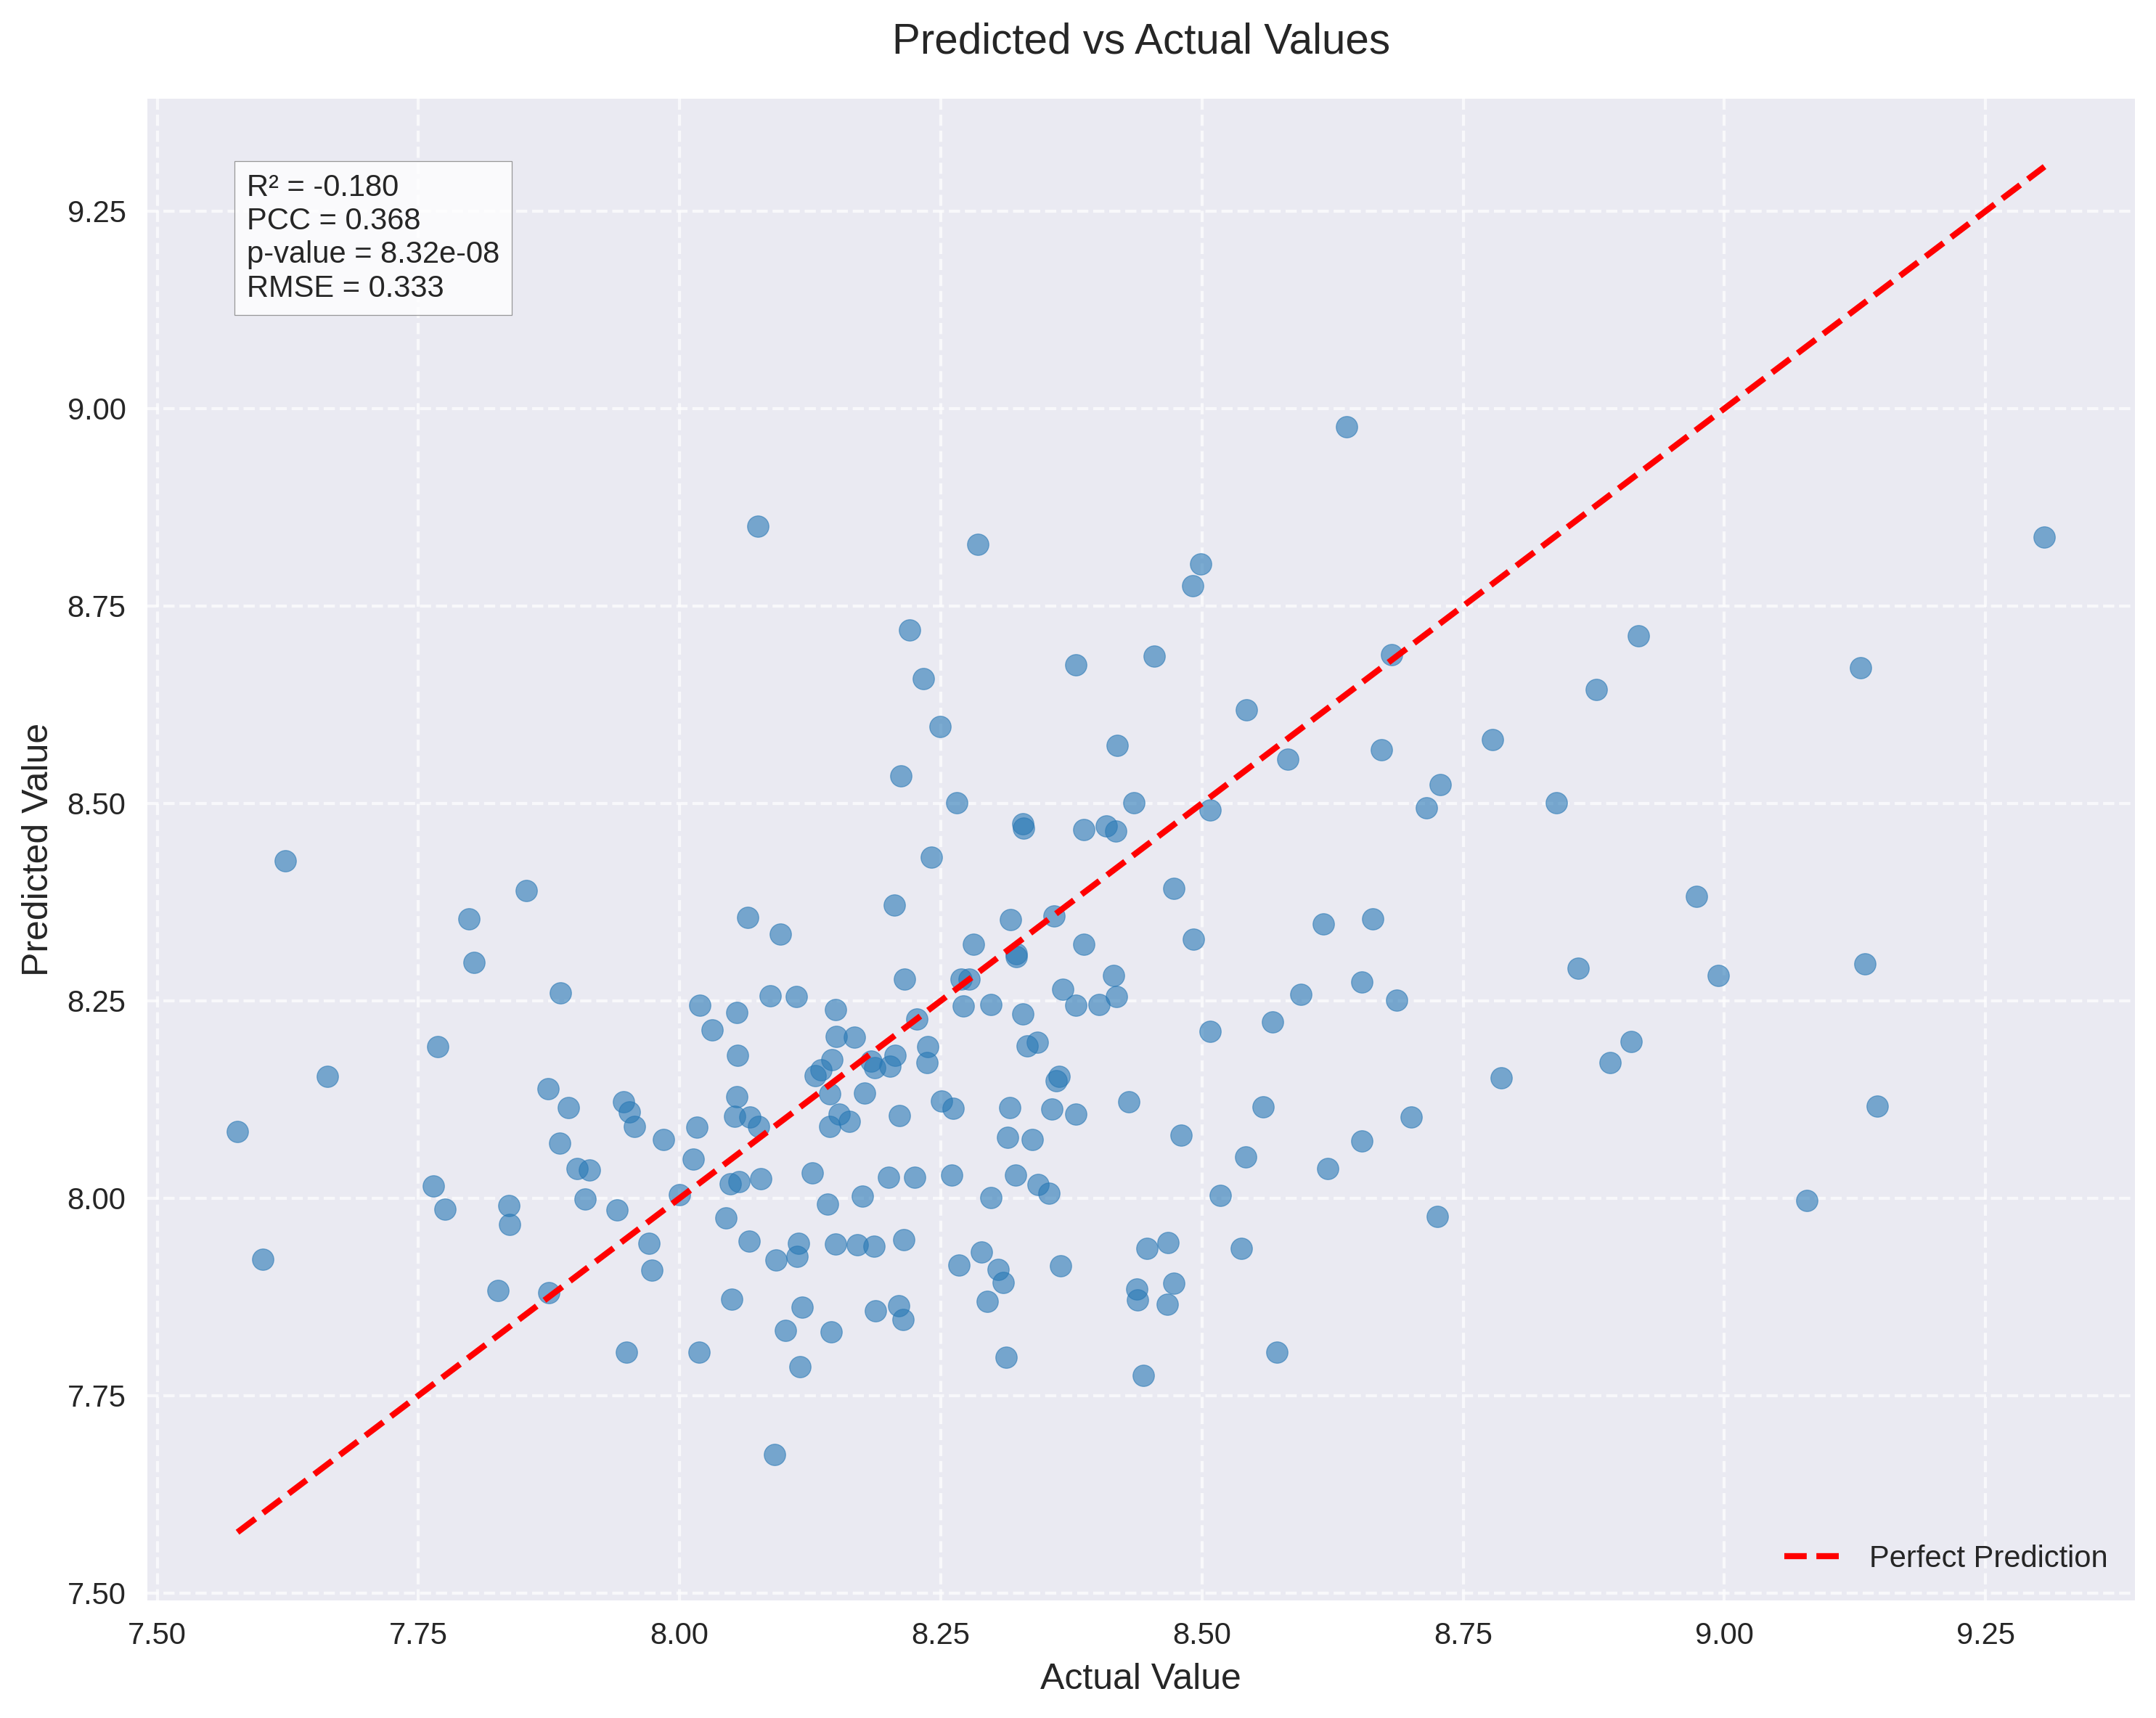 Predicted vs Actual Values
R² = -0.180
PCC = 0.368
p-value = 8.32e-08
RMSE = 0.333
9.25
9.00
8.75
8.50
8.25
8.00
7.75
7.50
Predicted Value
Perfect Prediction
7.50 7.75 8.00 8.25 8.50 8.75 9.00 9.25
Actual Value